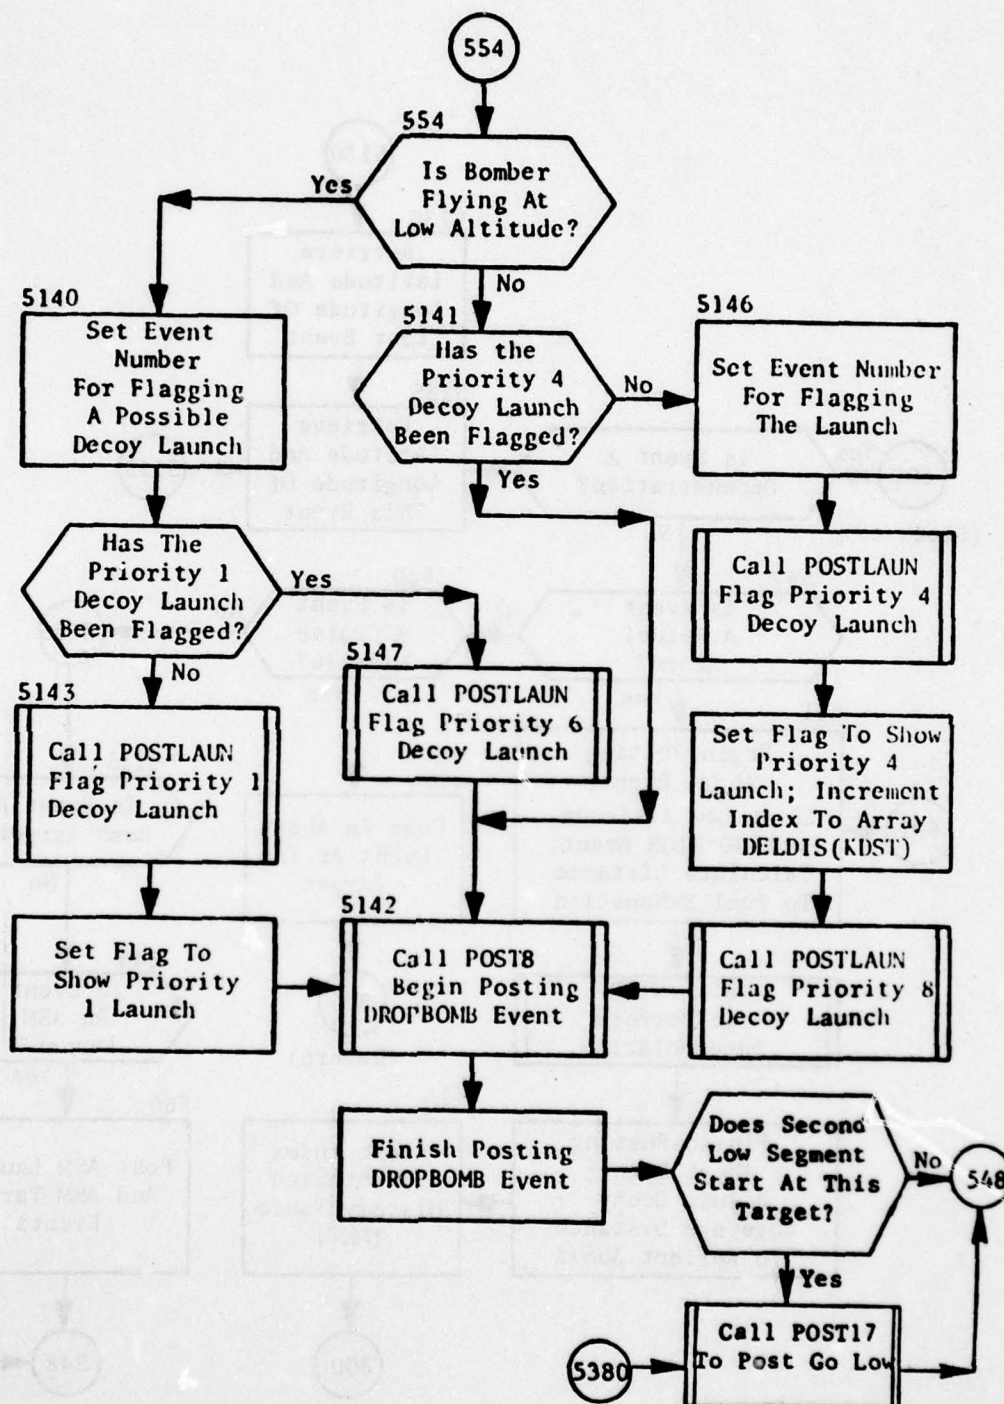 554
554
Is Bomber
Flying At
Low Altitude?
Yes
No
5140
Set Event
Number
For Flagging
A Possible
Decoy Launch
5141
Has the
Priority 4
Decoy Launch
Been Flagged?
No
Yes
5146
Set Event Number
For Flagging
The Launch
Has The
Priority 1
Decoy Launch
Been Flagged?
Yes
No
Call POSTLAUN
Flag Priority 4
Decoy Launch
5147
Call POSTLAUN
Flag Priority 6
Decoy Launch
5143
Call POSTLAUN
Flag Priority 1
Decoy Launch
Set Flag To Show
Priority 4
Launch; Increment
Index To Array
DELDIS(KDST)
Set Flag To
Show Priority
1 Launch
5142
Call POST8
Begin Posting
DROPBOMB Event
Call POSTLAUN
Flag Priority 8
Decoy Launch
Finish Posting
DROPBOMB Event
Does Second
Low Segment
Start At This
Target?
No
548
Yes
5380
Call POST17
To Post Go Low